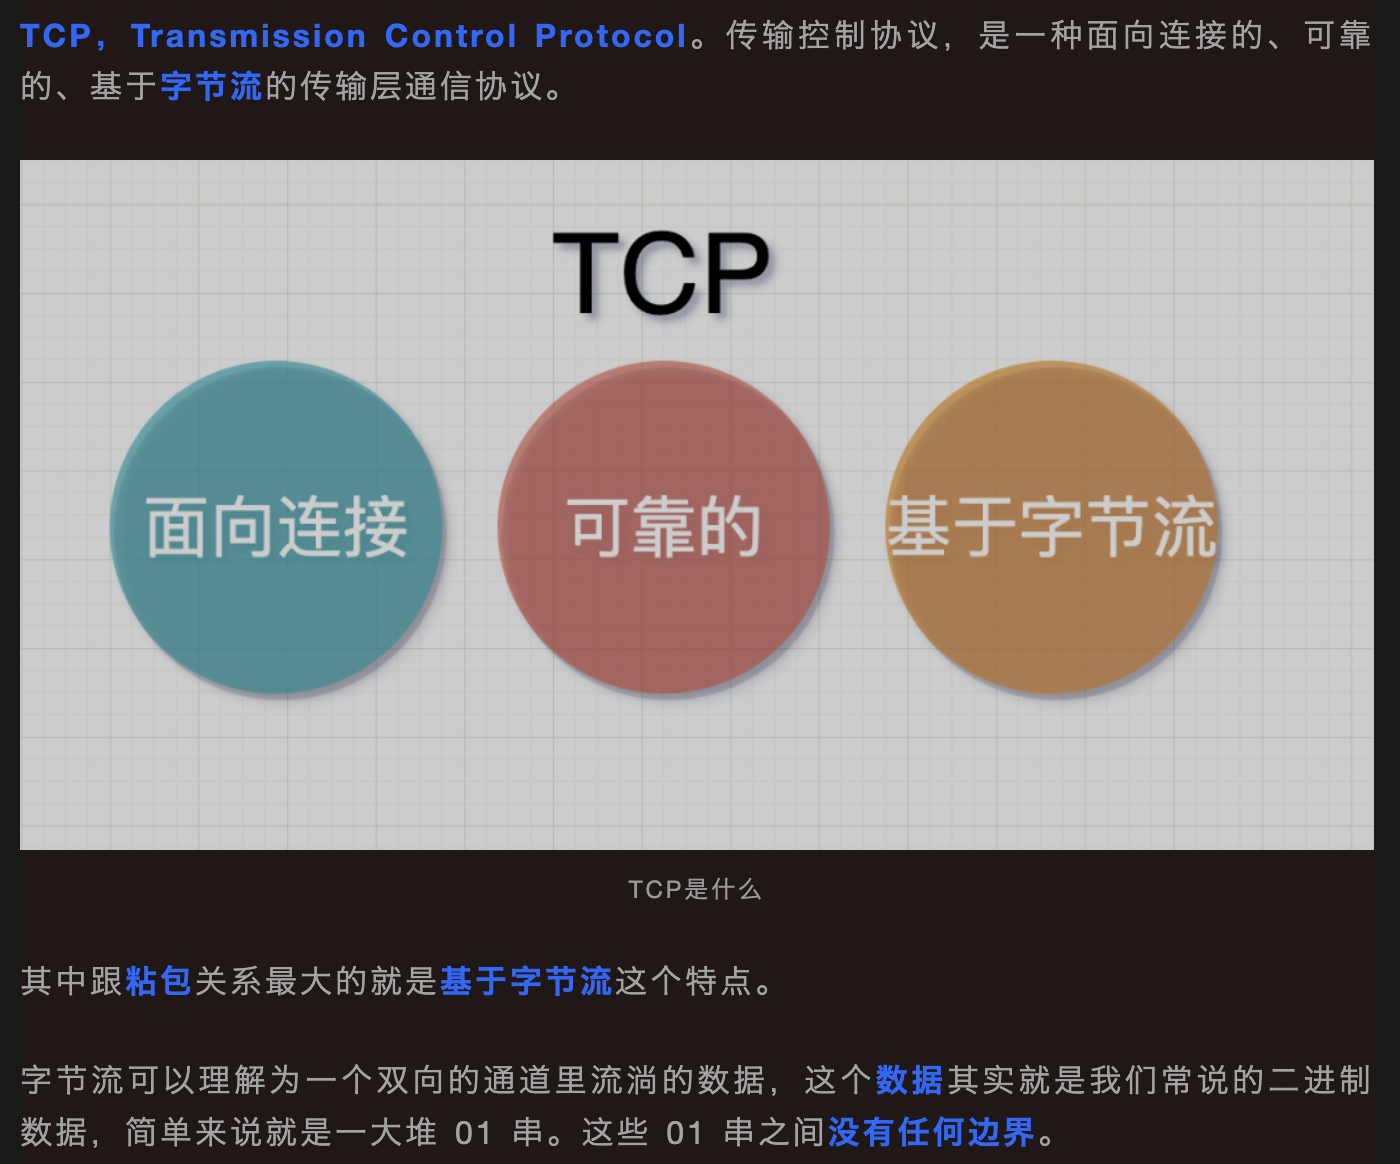 TCP，Transmission Control Protocol。传输控制协议，是一种面向连接的、可靠
的、基于字节流的传输层通信协议。
TCP
面向连接
可靠的
基于字节流
TCP是什么
其中跟粘包关系最大的就是基于字节流这个特点。
字节流可以理解为一个双向的通道里流淌的数据，这个数据其实就是我们常说的二进制
数据，简单来说就是一大堆 01 串。这些 01 串之间没有任何边界。